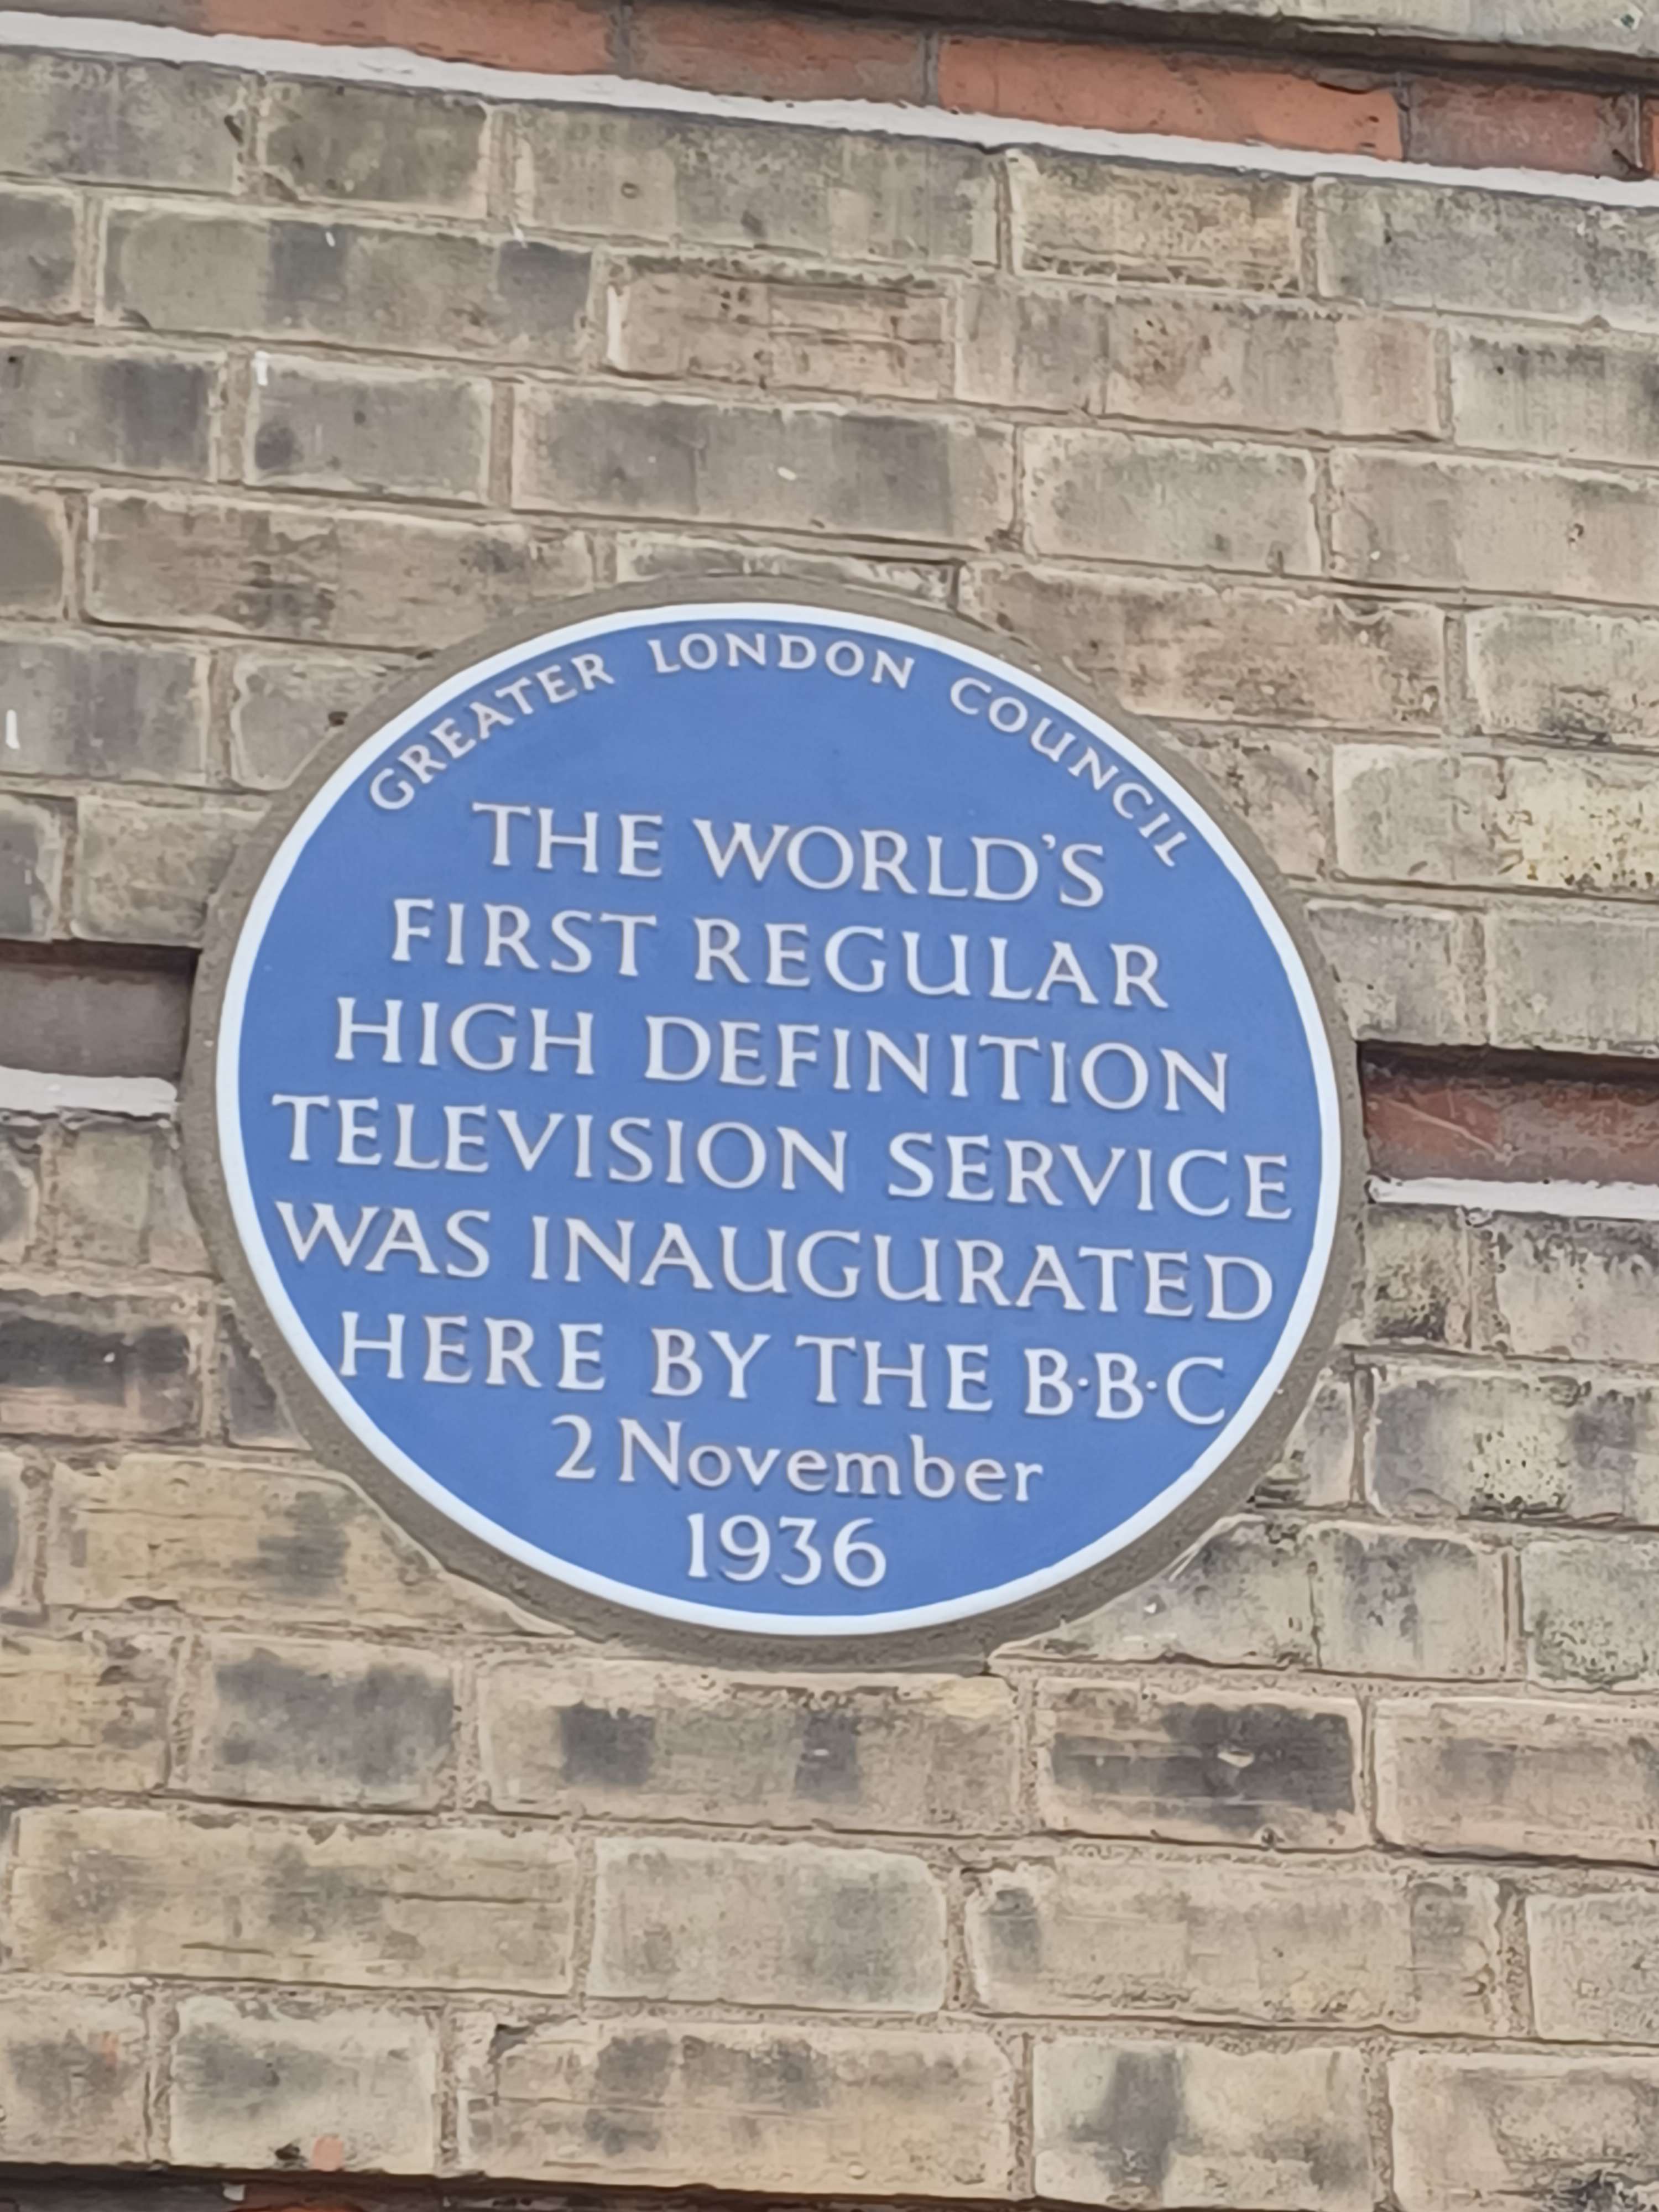 GREATER LONDON COUNCIL
THE WORLD'S
FIRST REGULAR
HIGH DEFINITION
TELEVISION SERVICE
WAS INAUGURATED
HERE BY THE B·B·C
2 November
1936